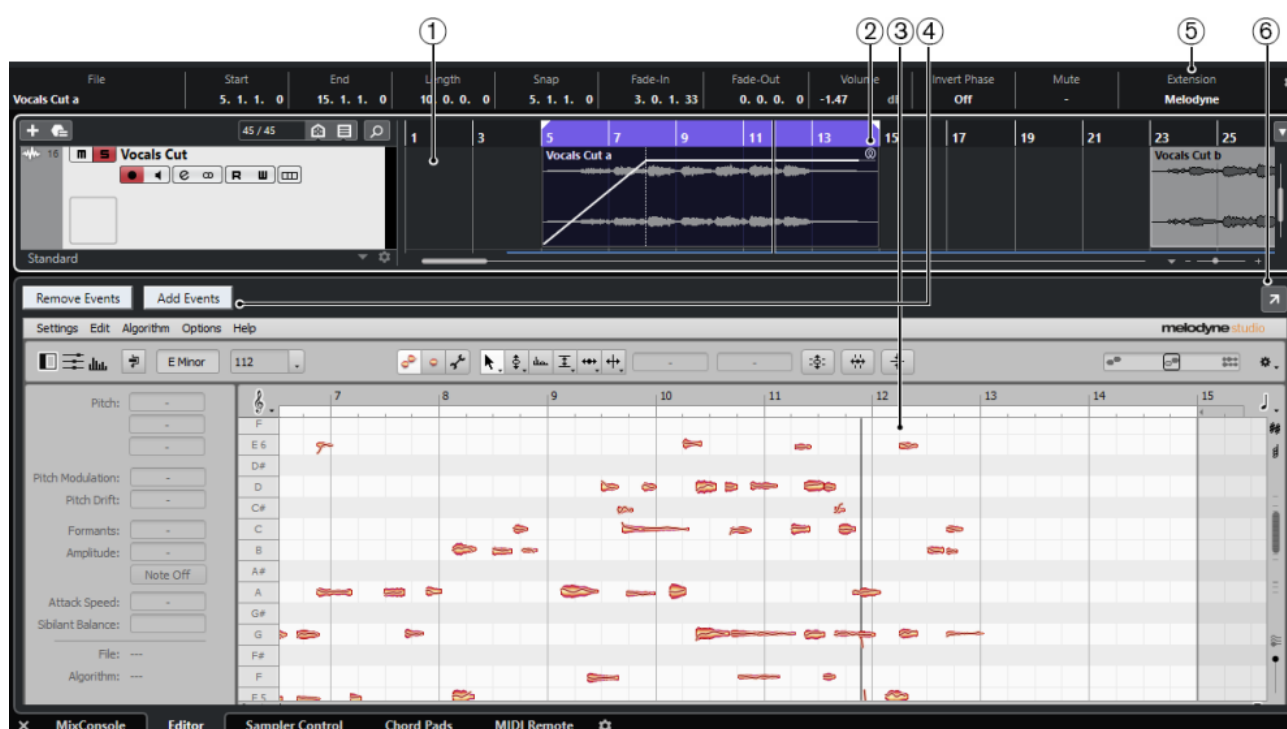 ① ② ③ ④ ⑤ ⑥
File Start End Length Snap Fade-In Fade-Out Volume Invert Phase Mute Extension
Vocals Cut a 5. 1. 1. 0 15. 1. 1. 0 10. 0. 0. 0 5. 1. 1. 0 3. 0. 1. 33 0. 0. 0. 0 -1.47 dB Off - Melodyne
45 / 45 1 3 5 7 9 11 13 15 17 19 21 23 25
16 m S Vocals Cut Vocals Cut a Vocals Cut b
e R W
Standard
Remove Events Add Events
Settings Edit Algorithm Options Help melodyne studio
E Minor 112 - -
Pitch: - 7 8 9 10 11 12 13 14 15
- F
- E 6
D#
Pitch Modulation: - D
Pitch Drift: - C#
Formants: - C
Amplitude: - B
Note Off A#
Attack Speed: - A
Sibilant Balance: G#
G
File: --- F#
Algorithm: --- F
E 5
MixConsole Editor Sampler Control Chord Pads MIDI Remote